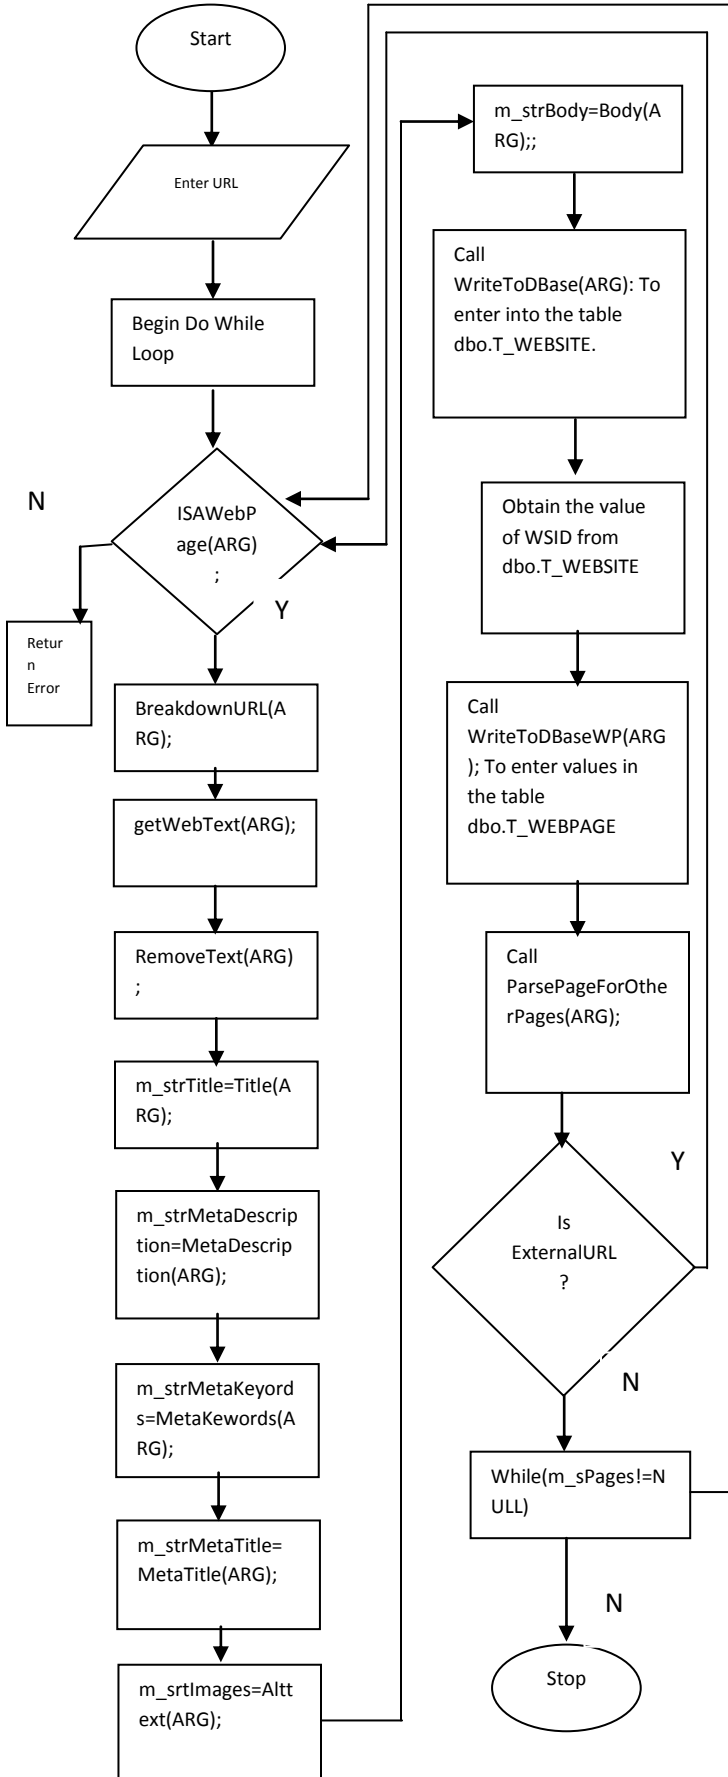 Start
Enter URL
Begin Do While
Loop
N
ISAWebP
age(ARG)
;
Y
Retur
n
Error
BreakdownURL(A
RG);
getWebText(ARG);
RemoveText(ARG)
;
m_strTitle=Title(A
RG);
m_strMetaDescrip
tion=MetaDescrip
tion(ARG);
m_strMetaKeyord
s=MetaKewords(A
RG);
m_strMetaTitle=
MetaTitle(ARG);
m_srtImages=Altt
ext(ARG);
m_strBody=Body(A
RG);;
Call
WriteToDBase(ARG): To
enter into the table
dbo.T_WEBSITE.
Obtain the value
of WSID from
dbo.T_WEBSITE
Call
WriteToDBaseWP(ARG
); To enter values in
the table
dbo.T_WEBPAGE
Call
ParsePageForOthe
rPages(ARG);
Y
Is
ExternalURL
?
N
While(m_sPages!=N
ULL)
N
Stop